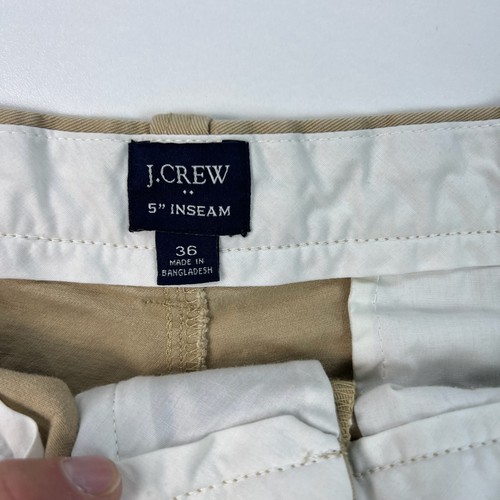 J.CREW
5" INSEAM
36
MADE IN
BANGLADESH